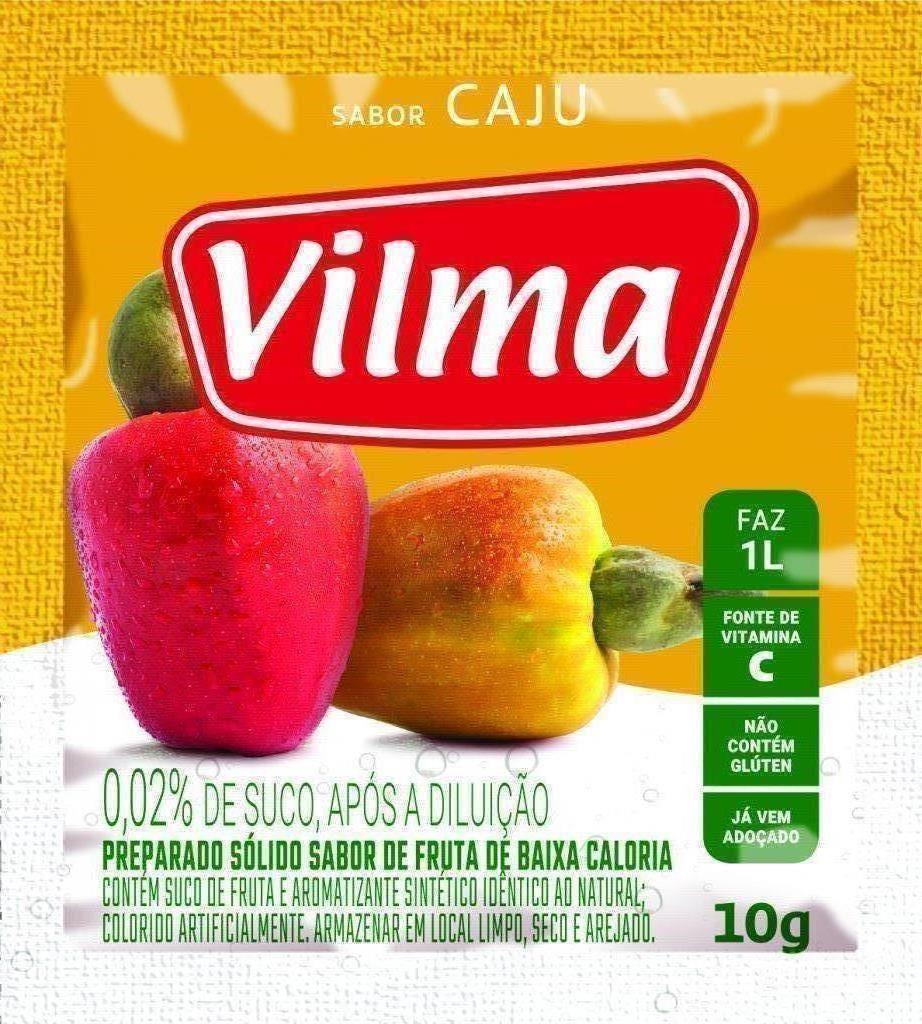 SABOR CAJU
Vilma
FAZ
1L
FONTE DE
VITAMINA
C
NÃO
CONTÉM
GLÚTEN
JÁ VEM
ADOÇADO
0,02% DE SUCO, APÓS A DILUIÇÃO
PREPARADO SÓLIDO SABOR DE FRUTA DE BAIXA CALORIA
CONTÉM SUCO DE FRUTA E AROMATIZANTE SINTÉTICO IDÊNTICO AO NATURAL;
COLORIDO ARTIFICIALMENTE. ARMAZENAR EM LOCAL LIMPO, SECO E AREJADO.
10g